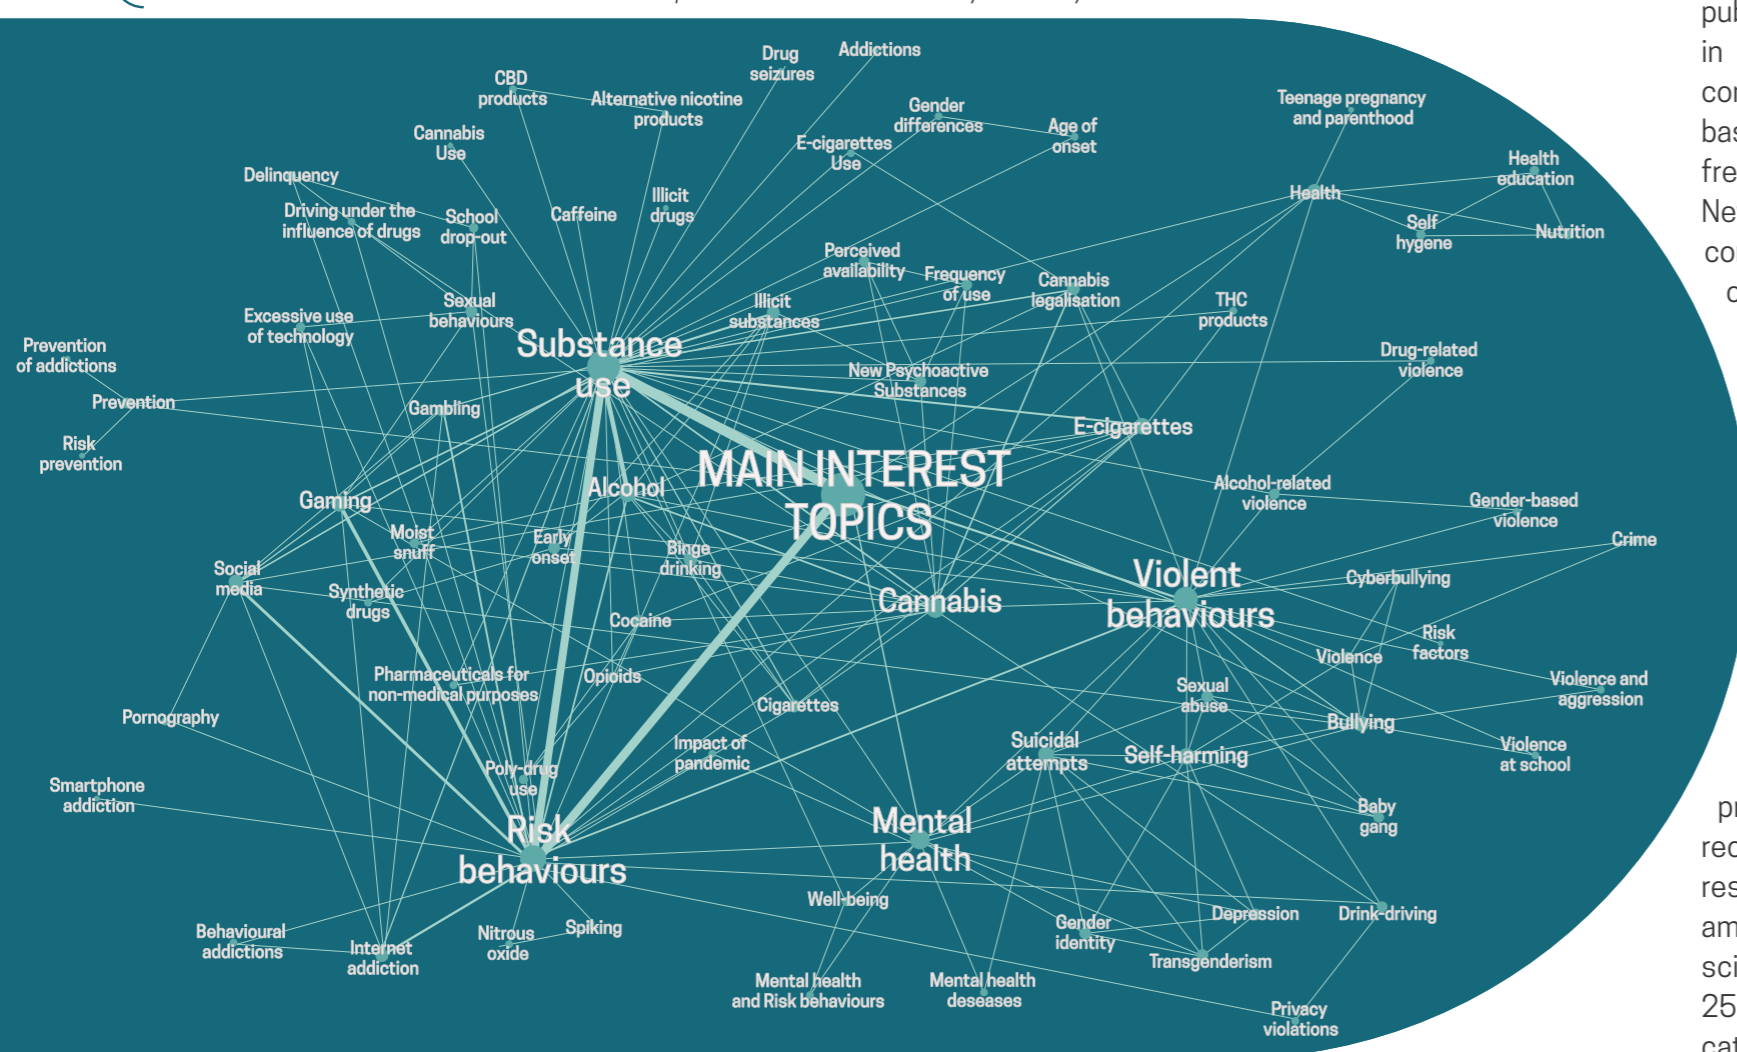 Drug
seizures
Addictions
CBD
products
Alternative nicotine
products
Gender
differences
Teenage pregnancy
and parenthood
Cannabis
Use
E-cigarettes
Use
Age of
onset
Health
education
Delinquency
Health
Driving under the
influence of drugs
School
drop-out
Caffeine
Illicit
drugs
Self
hygene
Nutrition
Perceived
availability
Frequency
of use
Cannabis
legalisation
Excessive use
of technology
Sexual
behaviours
Illicit
substances
THC
products
Prevention
of addictions
Substance
use
New Psychoactive
Substances
Drug-related
violence
Prevention
Gambling
E-cigarettes
Risk
prevention
MAIN INTEREST
TOPICS
Gaming
Alcohol
Alcohol-related
violence
Gender-based
violence
Moist
snuff
Early
onset
Binge
drinking
Crime
Social
media
Synthetic
drugs
Cannabis
Violent
behaviours
Cyberbullying
Cocaine
Risk
factors
Violence
Pharmaceuticals for
non-medical purposes
Opioids
Cigarettes
Sexual
abuse
Violence and
aggression
Pornography
Bullying
Impact of
pandemic
Suicidal
attempts
Self-harming
Violence
at school
Smartphone
addiction
Poly-drug
use
Baby
gang
Risk
behaviours
Mental
health
Well-being
Behavioural
addictions
Internet
addiction
Nitrous
oxide
Spiking
Gender
identity
Depression
Drink-driving
Transgenderism
Mental health
and Risk behaviours
Mental health
deseases
Privacy
violations
in
25